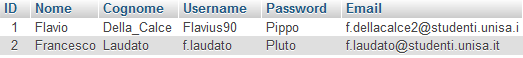 ID Nome Cognome Username Password Email
1 Flavio Della_Calce Flavius90 Pippo f.dellacalce2@studenti.unisa.i
2 Francesco Laudato f.laudato Pluto f.laudato@studenti.unisa.it